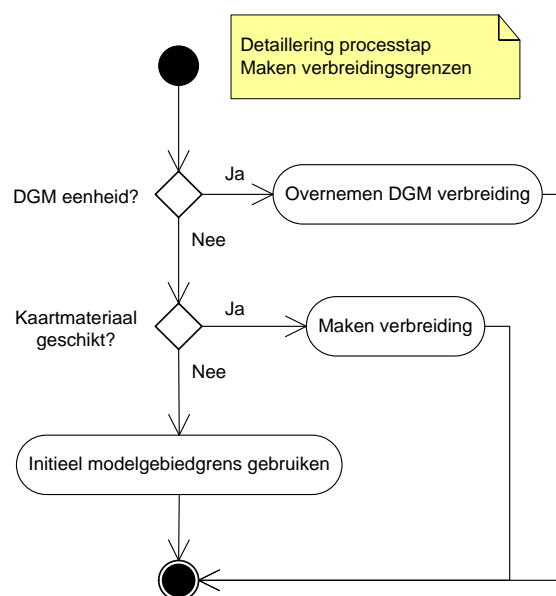 Detaillering processtap
Maken verbreidingsgrenzen
DGM eenheid?
Ja
Overnemen DGM verbreiding
Nee
Kaartmateriaal
geschikt?
Ja
Maken verbreiding
Nee
Initieel modelgebiedgrens gebruiken